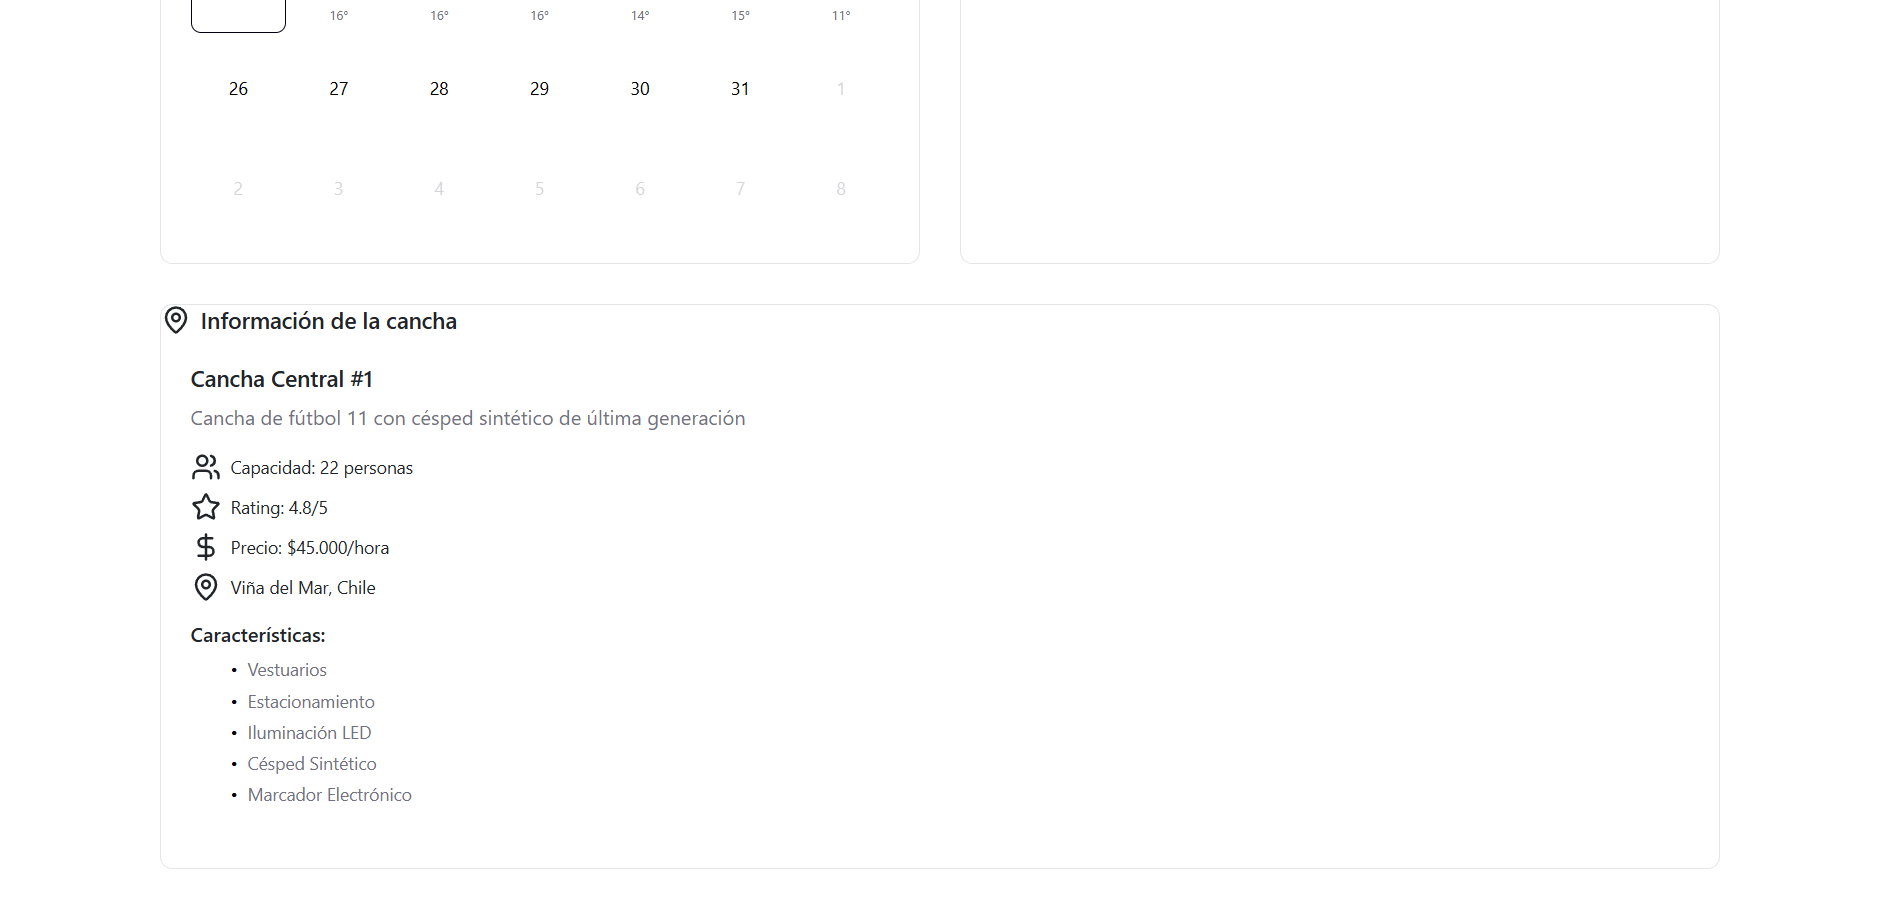 16° 16° 16° 14° 15° 11°
26 27 28 29 30 31 1
2 3 4 5 6 7 8
Información de la cancha
Cancha Central #1
Cancha de fútbol 11 con césped sintético de última generación
Capacidad: 22 personas
Rating: 4.8/5
Precio: $45.000/hora
Viña del Mar, Chile
Características:
• Vestuarios
• Estacionamiento
• Iluminación LED
• Césped Sintético
• Marcador Electrónico